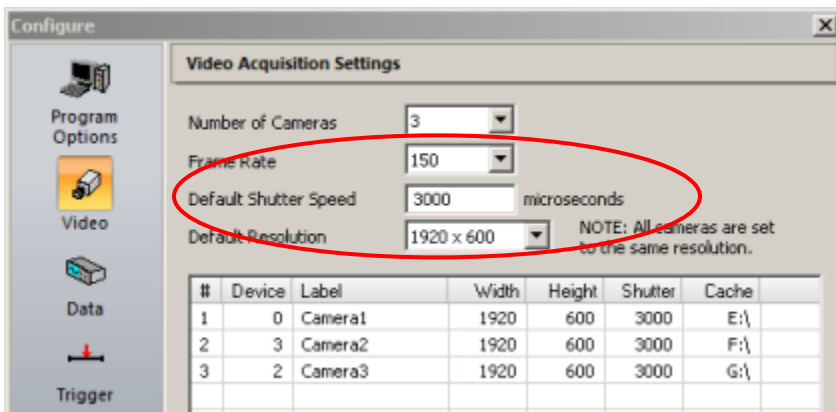 Configure
Program
Options
Video
Data
Trigger
Video Acquisition Settings
Number of Cameras 3
Frame Rate 150
Default Shutter Speed 3000 microseconds
Default Resolution 1920 x 600 NOTE: All cameras are set
to the same resolution.
# Device Label Width Height Shutter Cache
1 0 Camera1 1920 600 3000 E:\
2 3 Camera2 1920 600 3000 F:\
3 2 Camera3 1920 600 3000 G:\